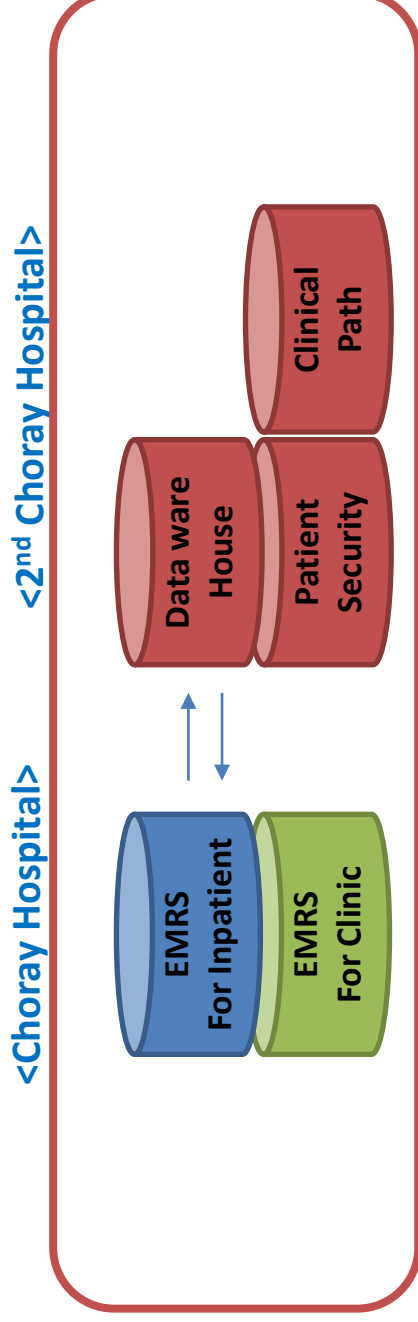 <Choray Hospital>
<2nd Choray Hospital>
EMRS
For Inpatient
EMRS
For Clinic
Data ware
House
Patient
Security
Clinical
Path